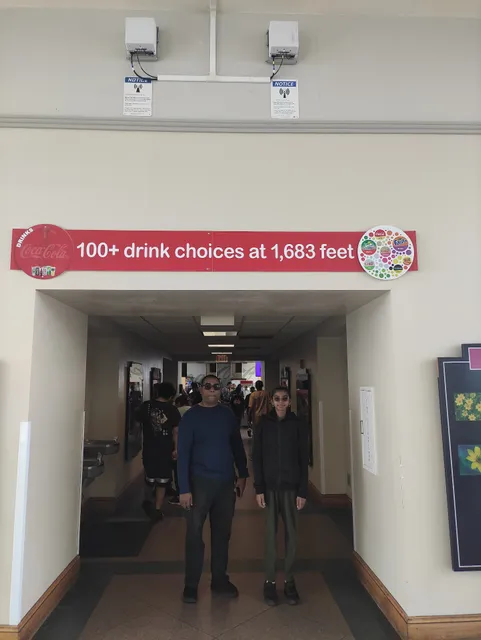 NOTICE
NOTICE
DRINKS
Coca-Cola
100+ drink choices at 1,683 feet